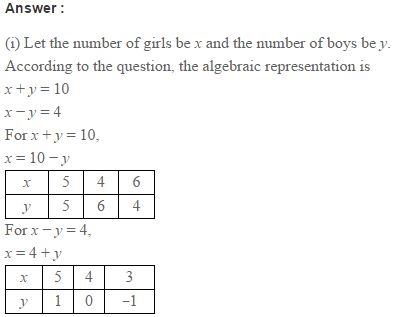 Answer :
(i) Let the number of girls be x and the number of boys be y.
According to the question, the algebraic representation is
x + y = 10
x − y = 4
For x + y = 10,
x = 10 − y
x 5 4 6
y 5 6 4
For x − y = 4,
x = 4 + y
x 5 4 3
y 1 0 −1